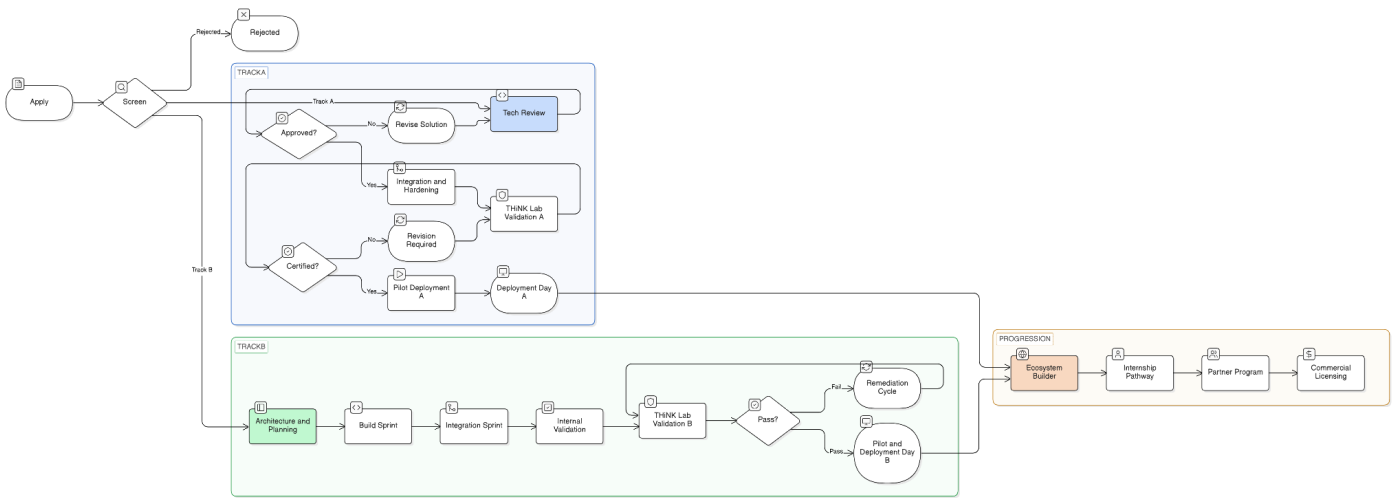 Rejected
Rejected
Apply
Screen
TRACKA
Track A
Tech Review
Approved?
No
Revise Solution
Yes
Integration and
Hardening
THiNK Lab
Validation A
No
Revision
Required
Certified?
Yes
Pilot Deployment
A
Deployment Day
A
Track B
TRACKB
Architecture and
Planning
Build Sprint
Integration Sprint
Internal
Validation
THiNK Lab
Validation B
Pass?
Fail
Remediation
Cycle
Pass
Pilot and
Deployment Day
B
PROGRESSION
Ecosystem
Builder
Internship
Pathway
Partner Program
Commercial
Licensing